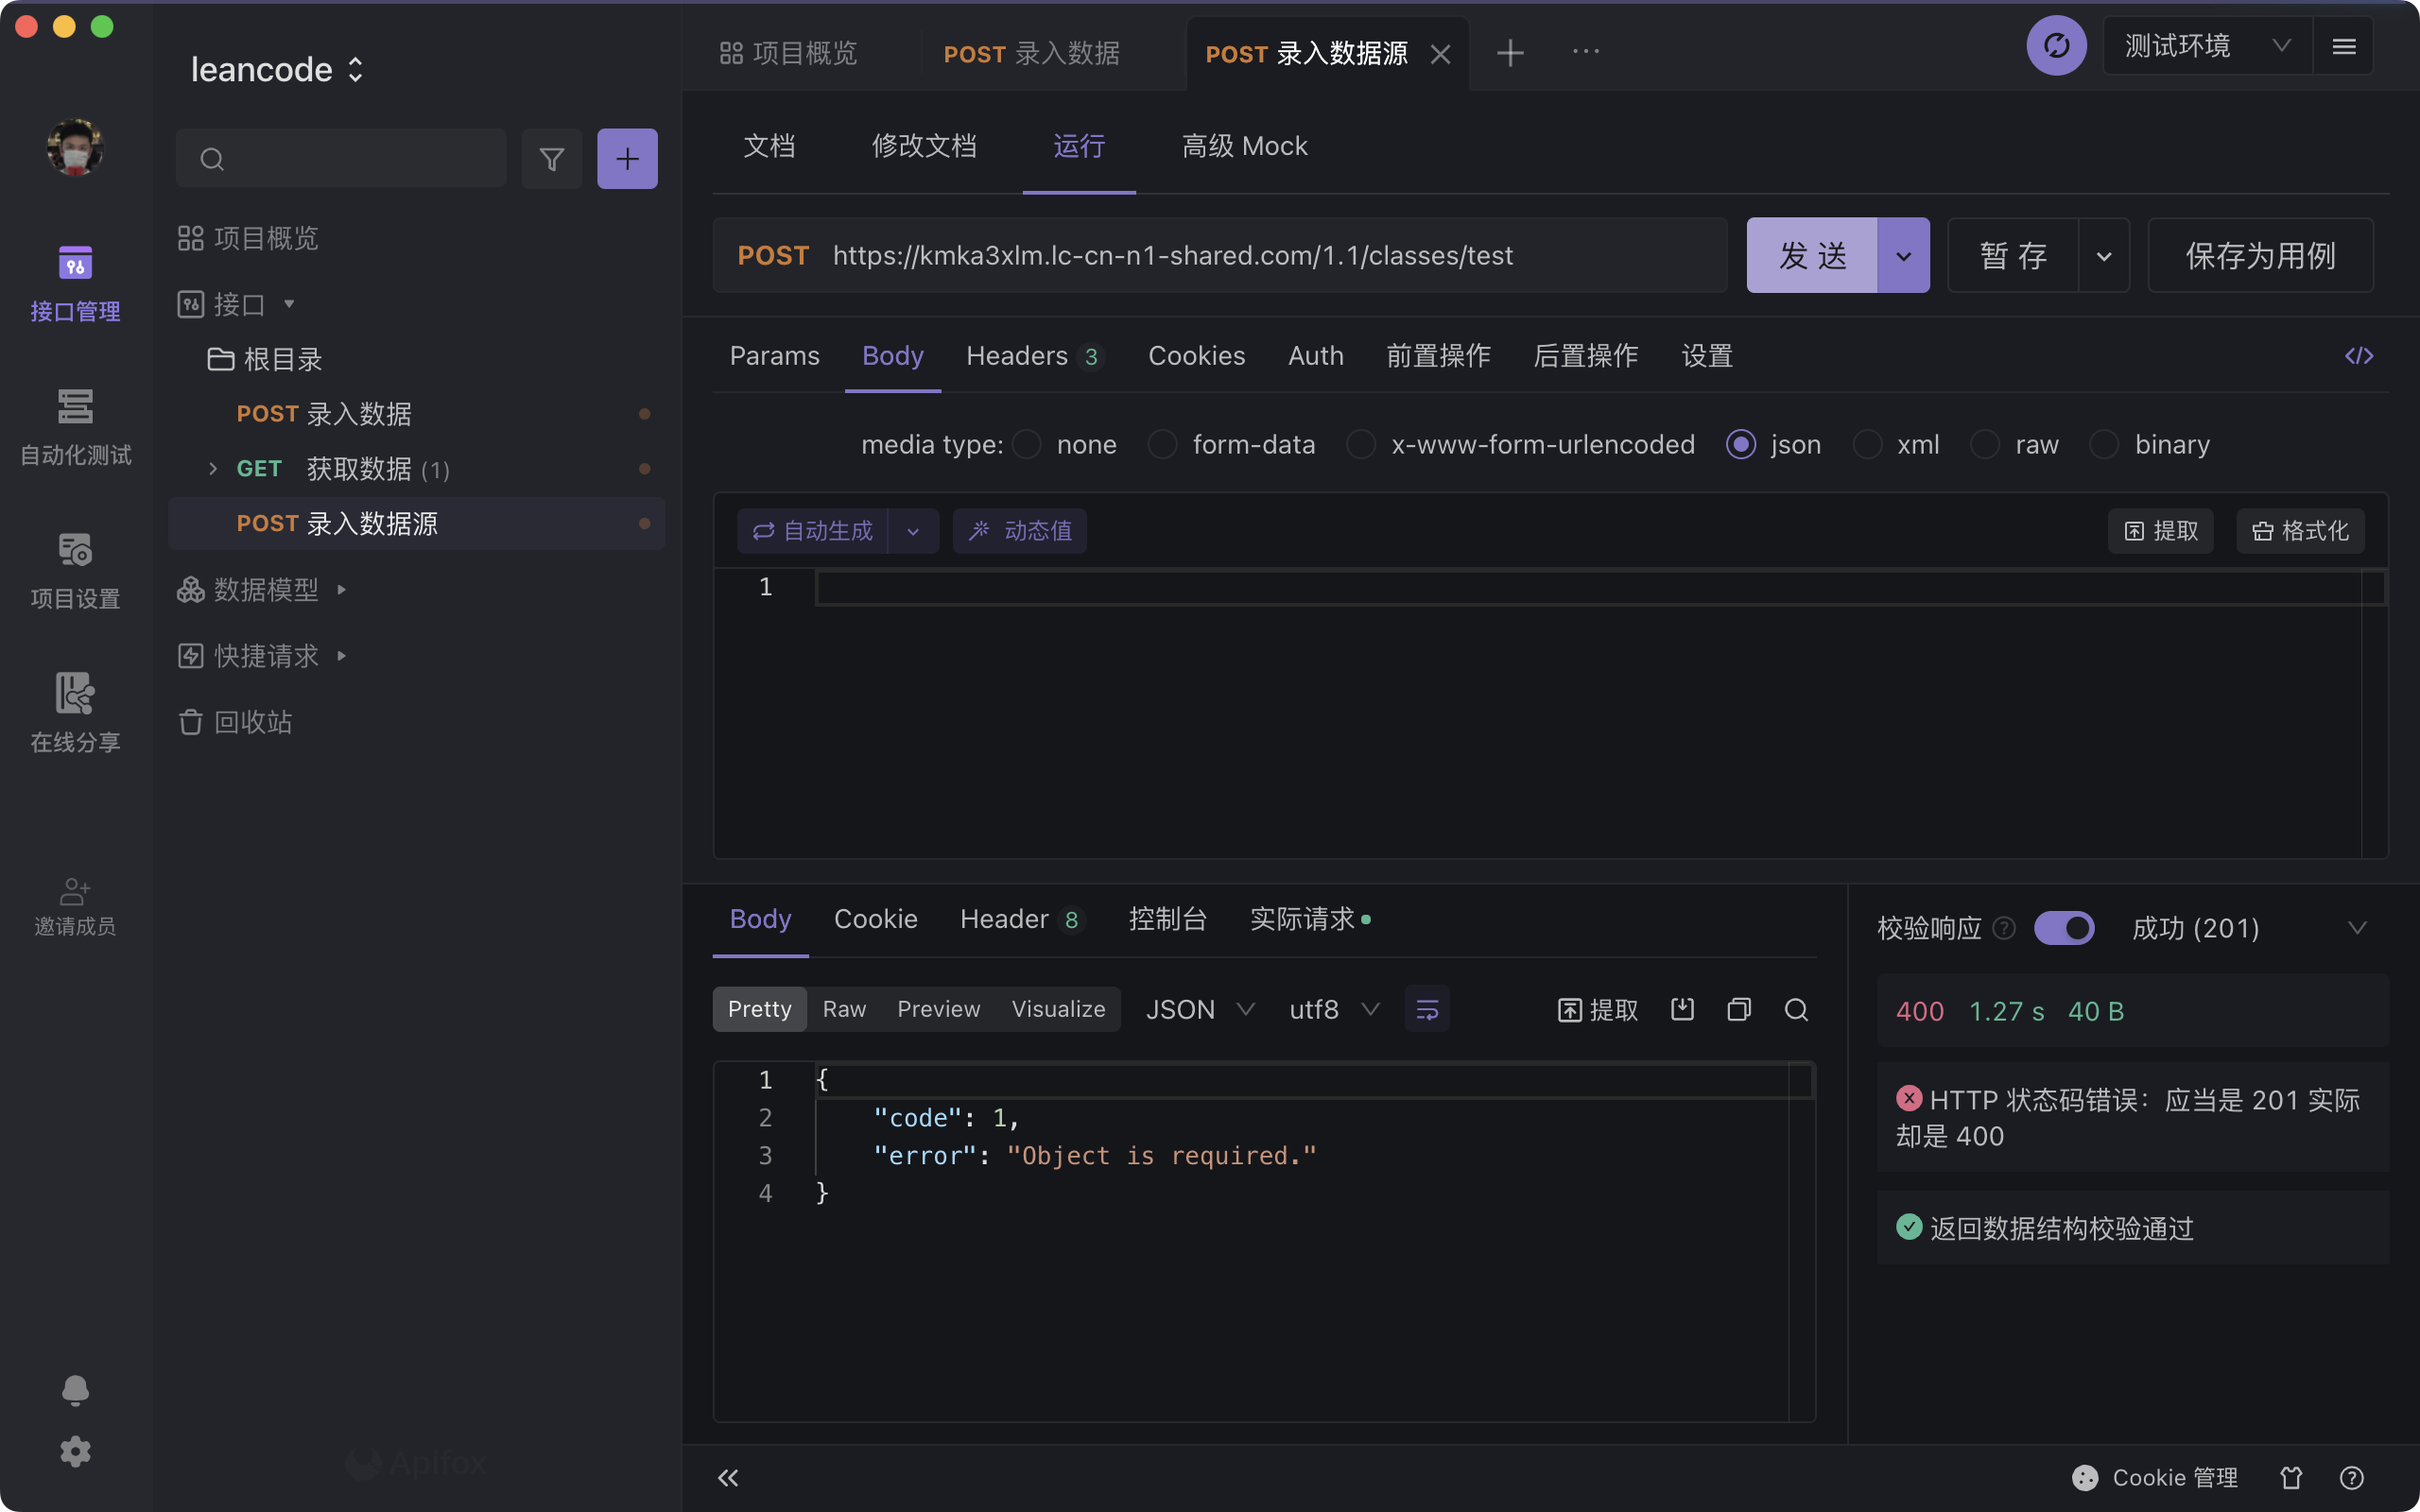 leancode
项目概览
POST 录入数据
POST 录入数据源
测试环境
接口管理
自动化测试
项目设置
在线分享
邀请成员
项目概览
接口
根目录
POST 录入数据
GET 获取数据 (1)
POST 录入数据源
数据模型
快捷请求
回收站
Apifox
文档 修改文档 运行 高级 Mock
POST https://kmka3xlm.lc-cn-n1-shared.com/1.1/classes/test
发 送 暂 存 保存为用例
Params Body Headers 3 Cookies Auth 前置操作 后置操作 设置
media type: none form-data x-www-form-urlencoded json xml raw binary
自动生成 动态值 提取 格式化
1
Body Cookie Header 8 控制台 实际请求
Pretty Raw Preview Visualize JSON utf8 提取
1 {
2 "code": 1,
3 "error": "Object is required."
4 }
校验响应 成功 (201)
400 1.27 s 40 B
HTTP 状态码错误：应当是 201 实际
却是 400
返回数据结构校验通过
Cookie 管理